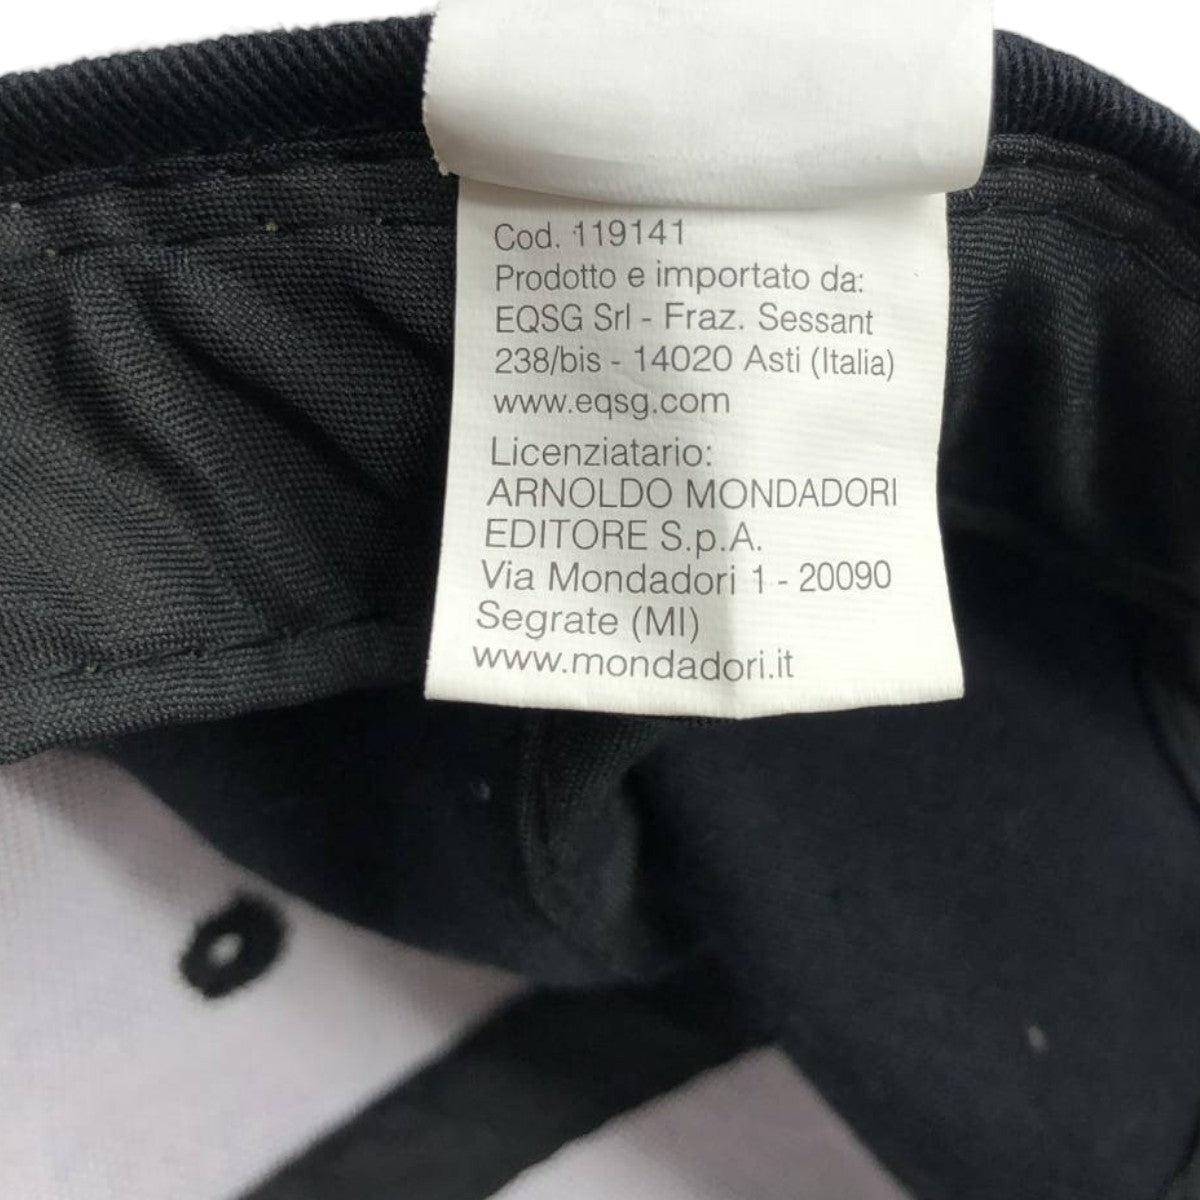 Cod. 119141
Prodotto e importato da:
EQSG Srl - Fraz. Sessant
238/bis - 14020 Asti (Italia)
www.eqsg.com
Licenziatario:
ARNOLDO MONDADORI
EDITORE S.p.A.
Via Mondadori 1 - 20090
Segrate (MI)
www.mondadori.it